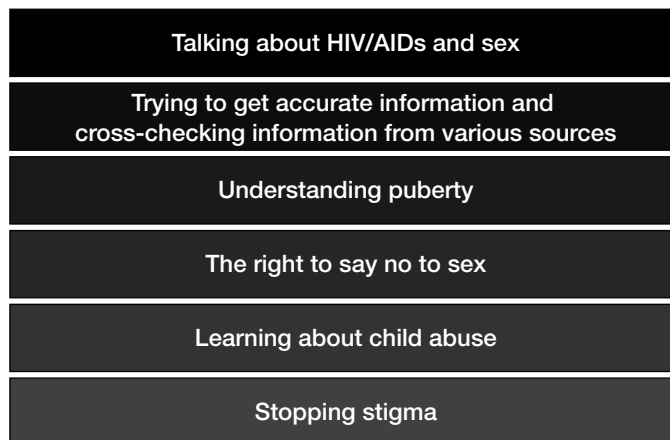 Talking about HIV/AIDs and sex
Trying to get accurate information and
cross-checking information from various sources
Understanding puberty
The right to say no to sex
Learning about child abuse
Stopping stigma